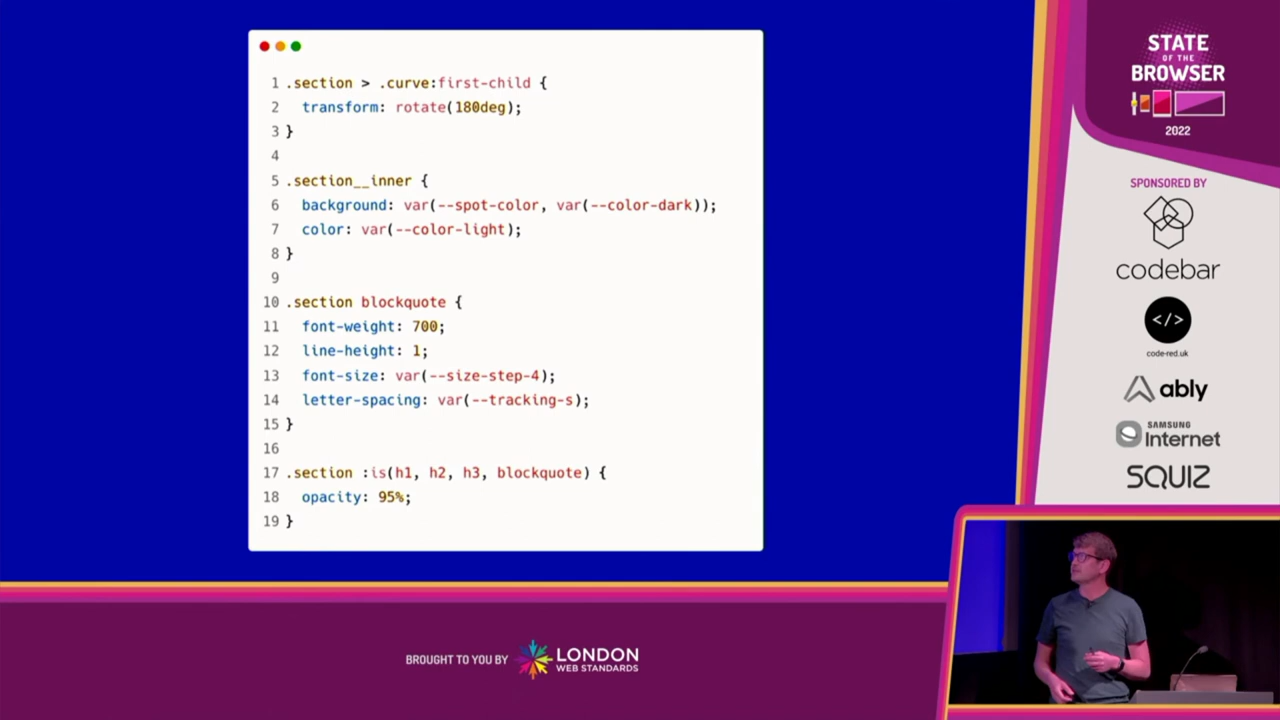 1 .section > .curve:first-child {
2 transform: rotate(180deg);
3 }
4
5 .section__inner {
6 background: var(--spot-color, var(--color-dark));
7 color: var(--color-light);
8 }
9
10 .section blockquote {
11 font-weight: 700;
12 line-height: 1;
13 font-size: var(--size-step-4);
14 letter-spacing: var(--tracking-s);
15 }
16
17 .section :is(h1, h2, h3, blockquote) {
18 opacity: 95%;
19 }
STATE
OF THE
BROWSER
2022
SPONSORED BY
codebar
</>
code-red.uk
ably
SAMSUNG
Internet
SQUIZ
BROUGHT TO YOU BY
LONDON
WEB STANDARDS